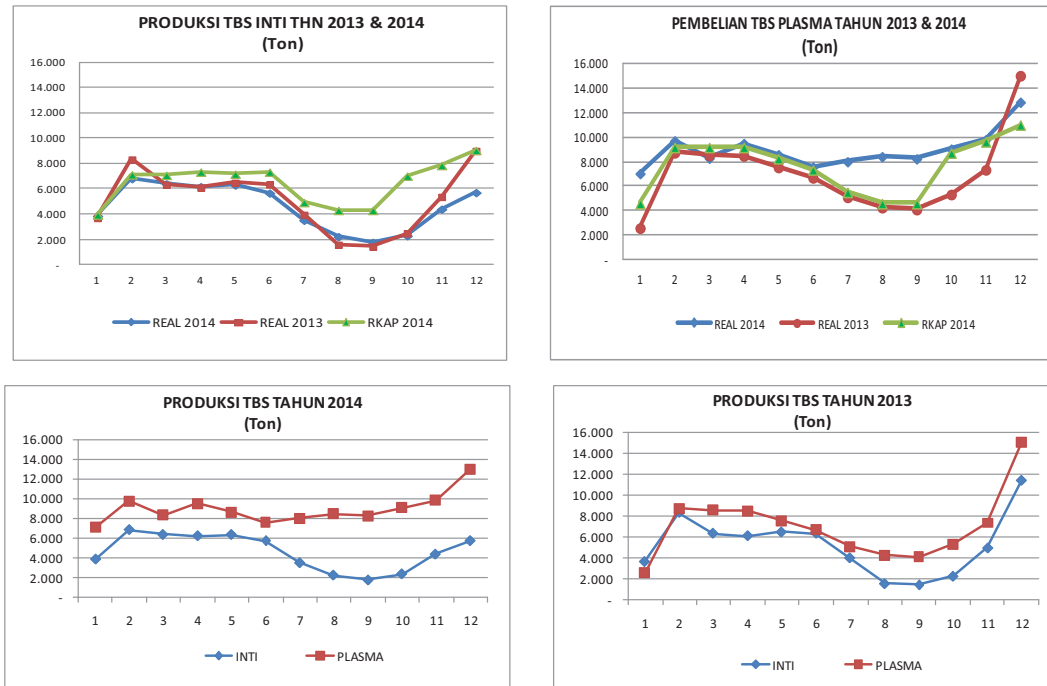 PRODUKSI TBS INTI THN 2013 & 2014
(Ton)
16.000
14.000
12.000
10.000
8.000
6.000
4.000
2.000
-
1 2 3 4 5 6 7 8 9 10 11 12
REAL 2014 REAL 2013 RKAP 2014
PEMBELIAN TBS PLASMA TAHUN 2013 & 2014
(Ton)
16.000
14.000
12.000
10.000
8.000
6.000
4.000
2.000
-
1 2 3 4 5 6 7 8 9 10 11 12
REAL 2014 REAL 2013 RKAP 2014
PRODUKSI TBS TAHUN 2014
(Ton)
16.000
14.000
12.000
10.000
8.000
6.000
4.000
2.000
-
1 2 3 4 5 6 7 8 9 10 11 12
INTI PLASMA
PRODUKSI TBS TAHUN 2013
(Ton)
16.000
14.000
12.000
10.000
8.000
6.000
4.000
2.000
-
1 2 3 4 5 6 7 8 9 10 11 12
INTI PLASMA